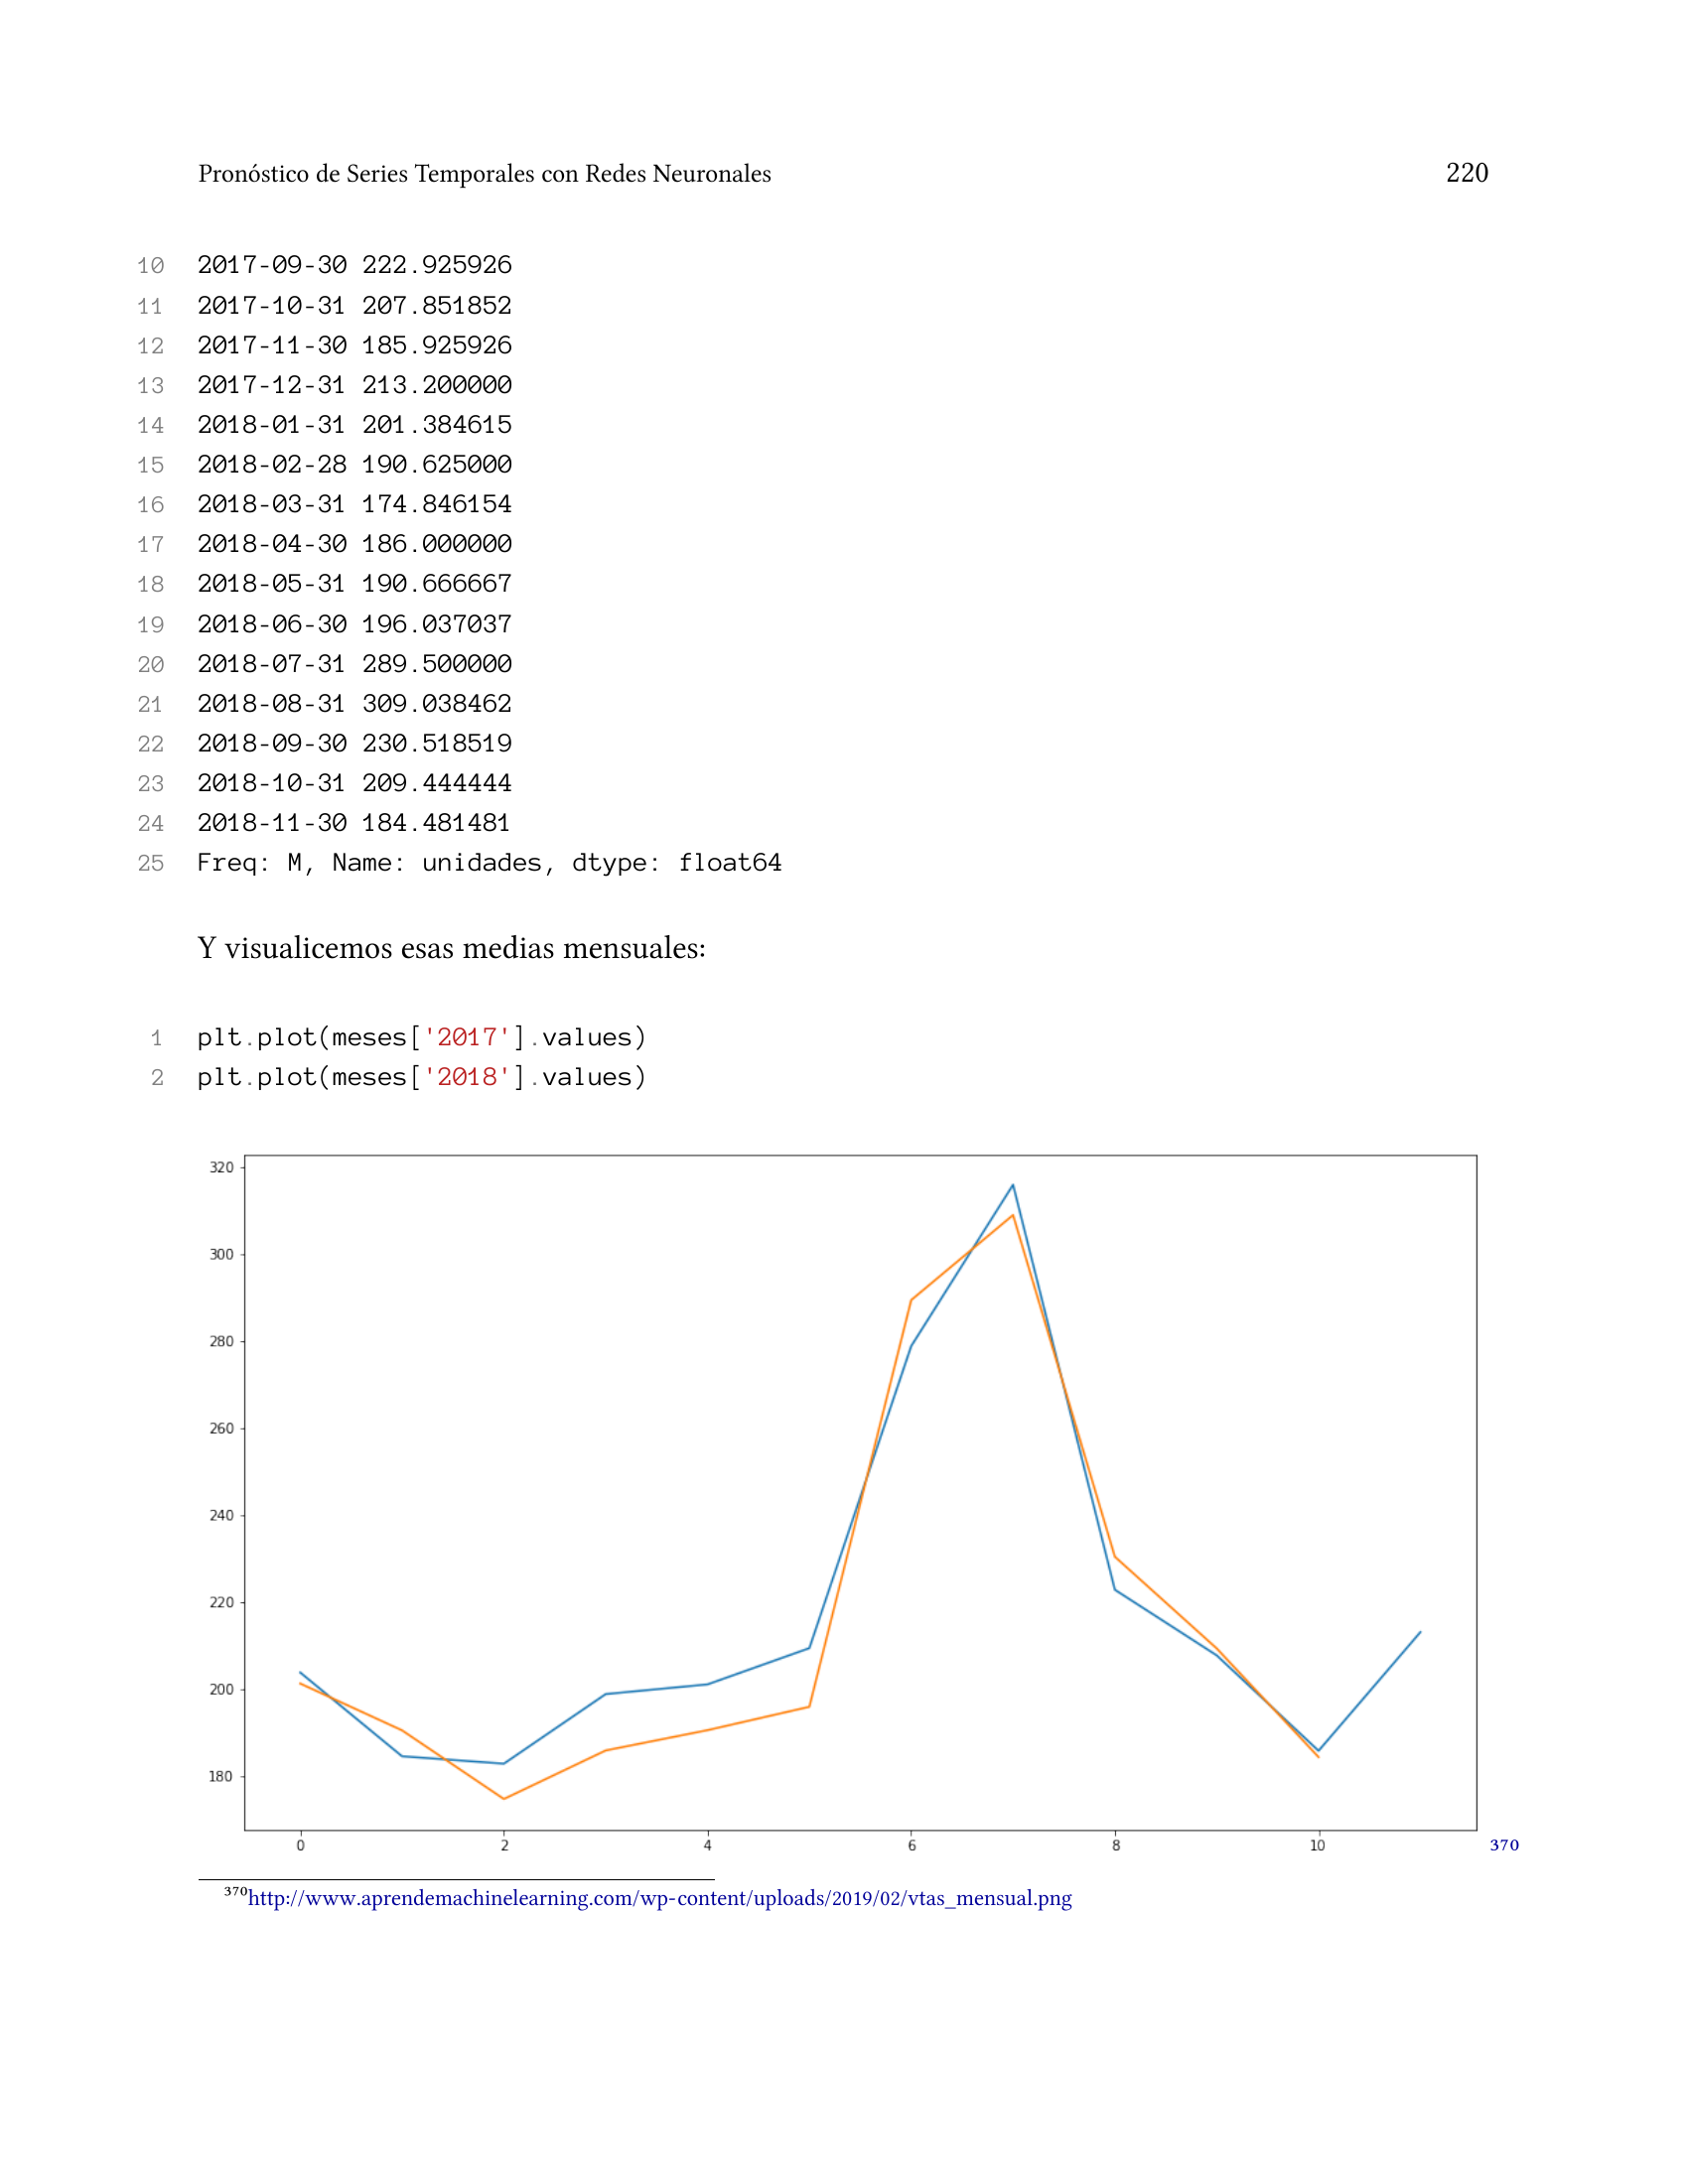 Pronóstico de Series Temporales con Redes Neuronales 220
10 2017-09-30 222.925926
11 2017-10-31 207.851852
12 2017-11-30 185.925926
13 2017-12-31 213.200000
14 2018-01-31 201.384615
15 2018-02-28 190.625000
16 2018-03-31 174.846154
17 2018-04-30 186.000000
18 2018-05-31 190.666667
19 2018-06-30 196.037037
20 2018-07-31 289.500000
21 2018-08-31 309.038462
22 2018-09-30 230.518519
23 2018-10-31 209.444444
24 2018-11-30 184.481481
25 Freq: M, Name: unidades, dtype: float64
Y visualicemos esas medias mensuales:
1 plt.plot(meses['2017'].values)
2 plt.plot(meses['2018'].values)
320
300
280
260
240
220
200
180
0 2 4 6 8 10 370
370http://www.aprendemachinelearning.com/wp-content/uploads/2019/02/vtas_mensual.png